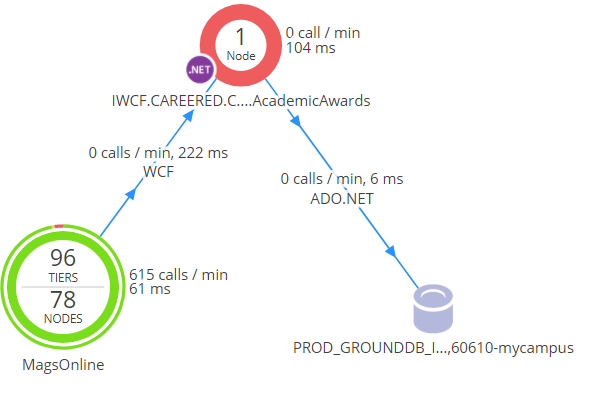 1
Node
0 call / min
104 ms
.NET
IWCF.CAREERED.C....AcademicAwards
0 calls / min, 222 ms
WCF
0 calls / min, 6 ms
ADO.NET
96
TIERS
78
NODES
615 calls / min
61 ms
MagsOnline
PROD_GROUNDDB_I...,60610-mycampus